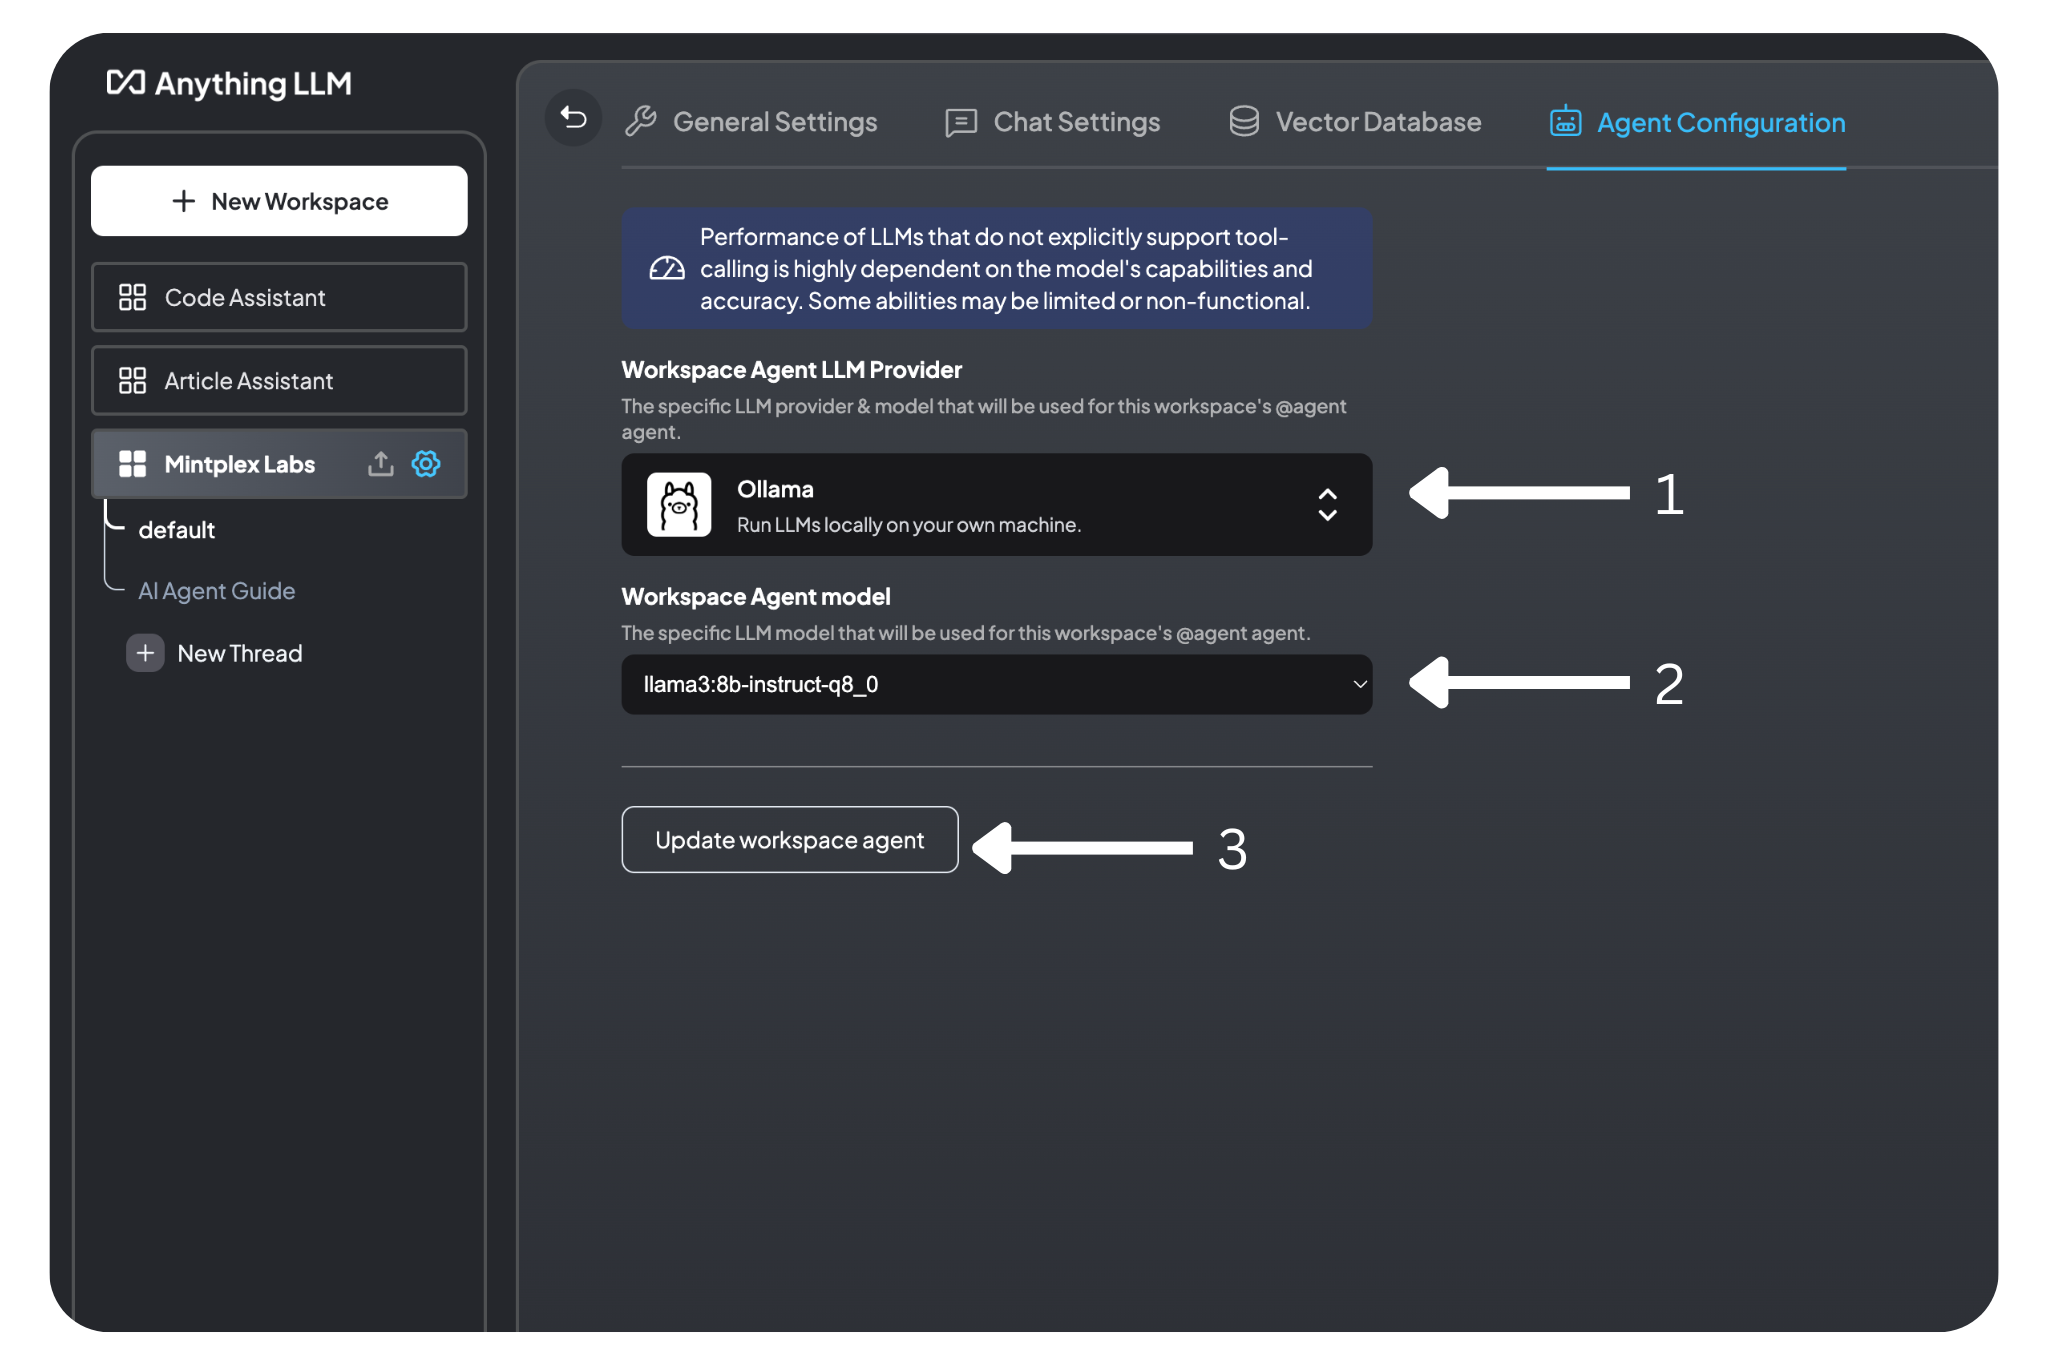 Anything LLM
New Workspace
Code Assistant
Article Assistant
Mintplex Labs
default
AI Agent Guide
New Thread
General Settings
Chat Settings
Vector Database
Agent Configuration
Performance of LLMs that do not explicitly support tool-
calling is highly dependent on the model's capabilities and
accuracy. Some abilities may be limited or non-functional.
Workspace Agent LLM Provider
The specific LLM provider & model that will be used for this workspace's @agent
agent.
Ollama
Run LLMs locally on your own machine.
1
Workspace Agent model
The specific LLM model that will be used for this workspace's @agent agent.
llama3:8b-instruct-q8_0
2
Update workspace agent
3